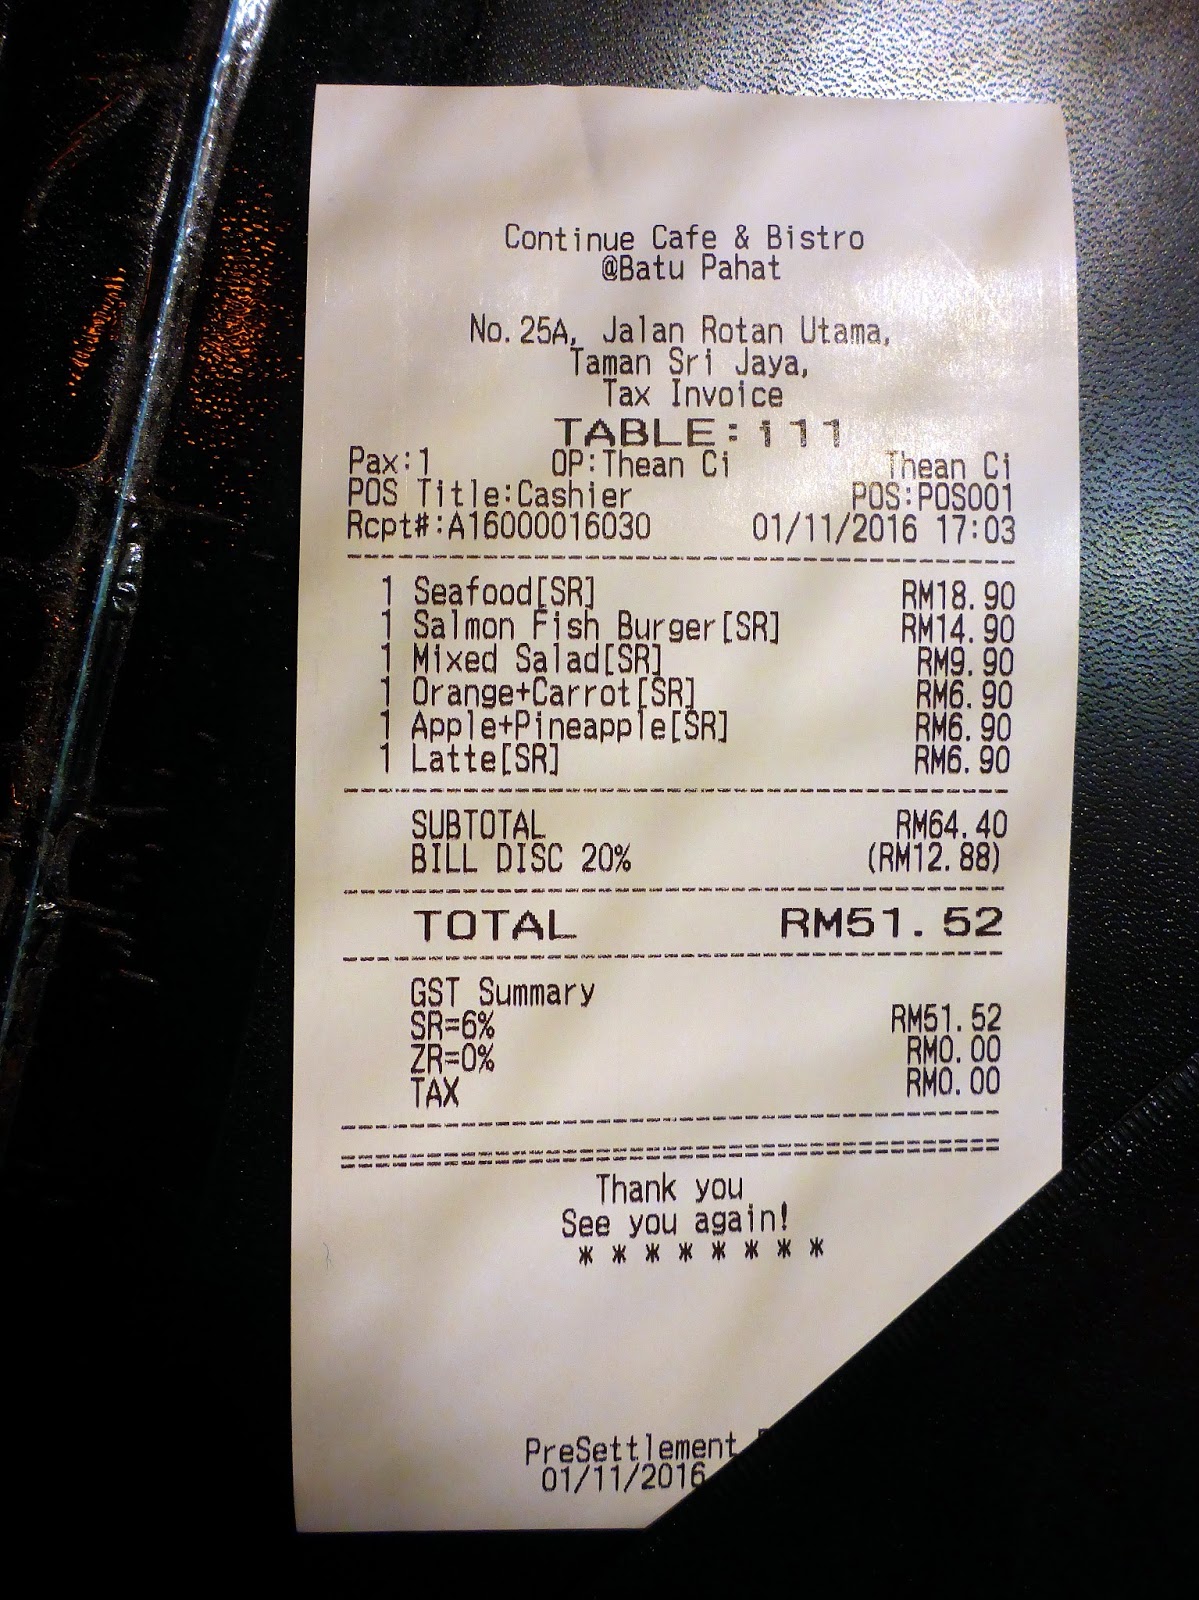 Continue Cafe & Bistro
@Batu Pahat
No.25A, Jalan Rotan Utama,
Taman Sri Jaya,
Tax Invoice
TABLE:i11
Pax:1 OP:Thean Ci Thean Ci
POS Title:Cashier POS:POS001
Rcpt#:A16000016030 01/11/2016 17:03
1 Seafood[SR] RM18.90
1 Salmon Fish Burger[SR] RM14.90
1 Mixed Salad[SR] RM9.90
1 Orange+Carrot[SR] RM6.90
1 Apple+Pineapple[SR] RM6.90
1 Latte[SR] RM6.90
SUBTOTAL RM64.40
BILL DISC 20% (RM12.88)
TOTAL RM51.52
GST Summary
SR=6% RM51.52
ZR=0% RM0.00
TAX RM0.00
Thank you
See you again!
* * * * * * * *
PreSettlement
01/11/2016